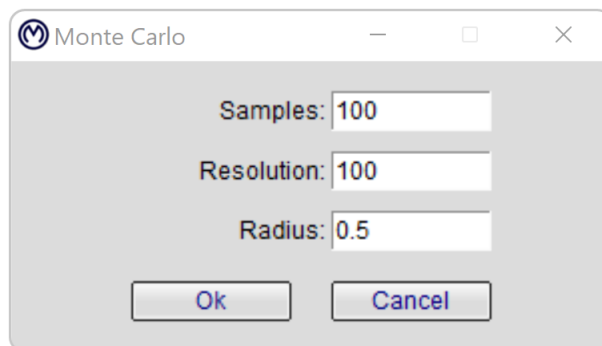 Monte Carlo
Samples: 100
Resolution: 100
Radius: 0.5
Ok Cancel